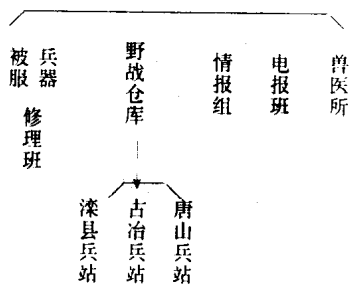 被服兵器修理班
野战仓库
情报组
电报班
兽医所
滦县兵站
古冶兵站
唐山兵站